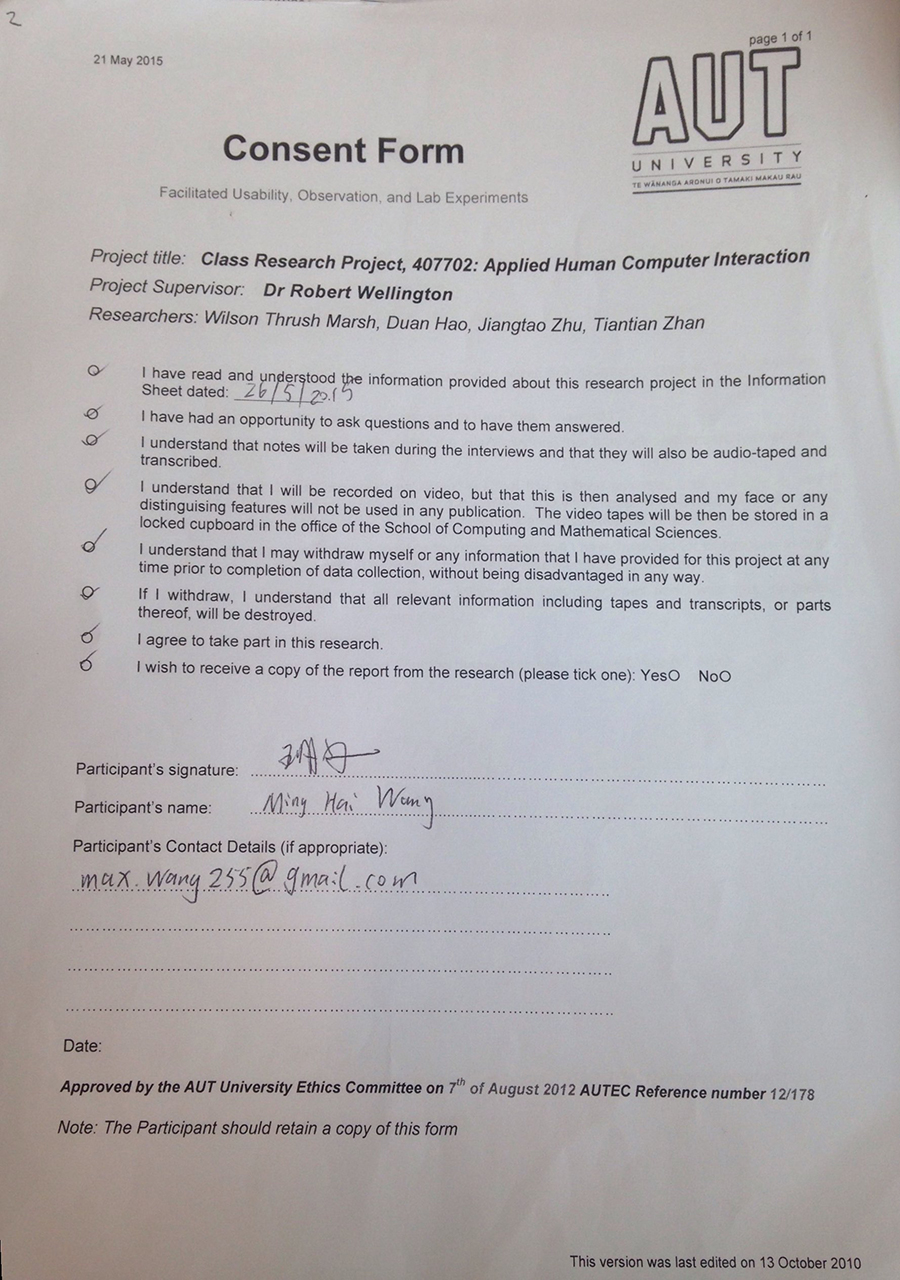 2
page 1 of 1
21 May 2015
AUT
UNIVERSITY
TE WĀNANGA ARONUI O TAMAKI MAKAU RAU
Consent Form
Facilitated Usability, Observation, and Lab Experiments
Project title: Class Research Project, 407702: Applied Human Computer Interaction
Project Supervisor: Dr Robert Wellington
Researchers: Wilson Thrush Marsh, Duan Hao, Jiangtao Zhu, Tiantian Zhan
I have read and understood the information provided about this research project in the Information
Sheet dated: 26/5/2015
I have had an opportunity to ask questions and to have them answered.
I understand that notes will be taken during the interviews and that they will also be audio-taped and
transcribed.
I understand that I will be recorded on video, but that this is then analysed and my face or any
distinguising features will not be used in any publication. The video tapes will be then be stored in a
locked cupboard in the office of the School of Computing and Mathematical Sciences.
I understand that I may withdraw myself or any information that I have provided for this project at any
time prior to completion of data collection, without being disadvantaged in any way.
If I withdraw, I understand that all relevant information including tapes and transcripts, or parts
thereof, will be destroyed.
I agree to take part in this research.
I wish to receive a copy of the report from the research (please tick one): YesO NoO
Participant's signature:
Participant's name: Ming Hai Wang
Participant's Contact Details (if appropriate):
max.wang255@gmail.com
Date:
Approved by the AUT University Ethics Committee on 7th of August 2012 AUTEC Reference number 12/178
Note: The Participant should retain a copy of this form
This version was last edited on 13 October 2010